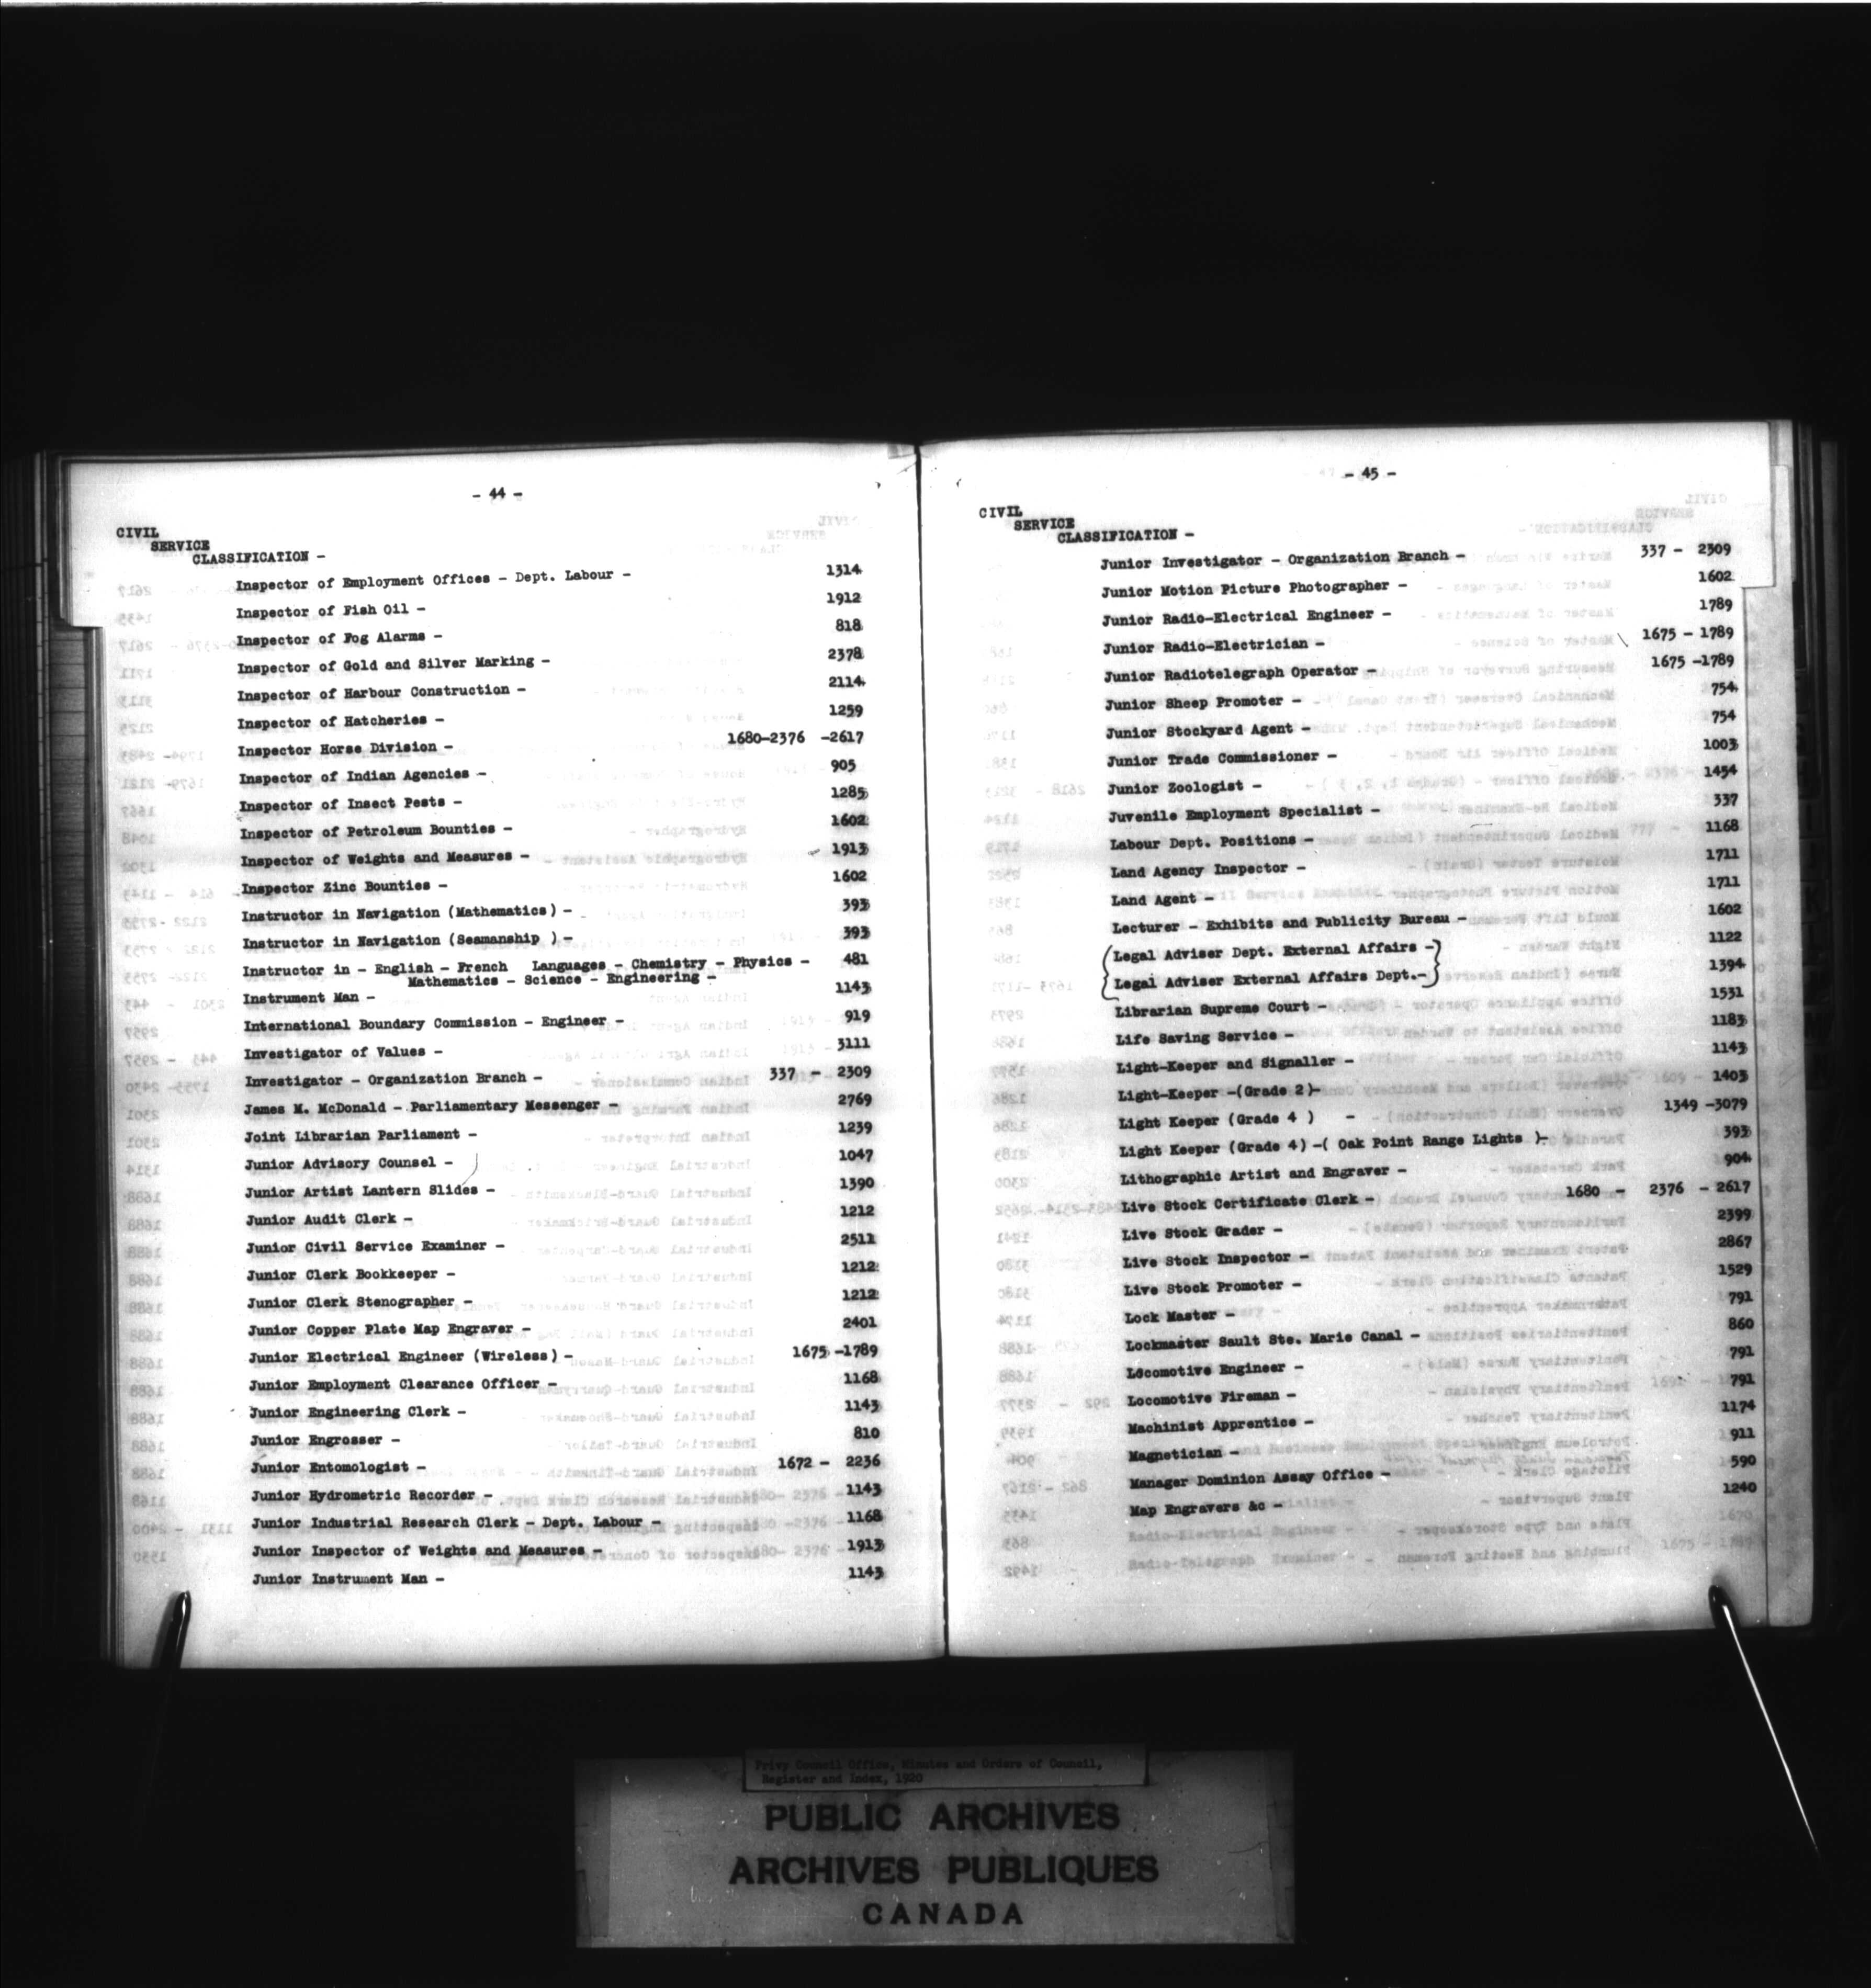 - 44 -
CIVIL
SERVICE
CLASSIFICATION -
Inspector of Employment Offices - Dept. Labour - 1314
Inspector of Fish Oil - 1912
Inspector of Fog Alarms - 818
Inspector of Gold and Silver Marking - 2378
Inspector of Harbour Construction - 2114
Inspector of Hatcheries - 1259
Inspector Horse Division - 1680-2376 -2617
Inspector of Indian Agencies - 905
Inspector of Insect Pests - 1285
Inspector of Petroleum Bounties - 1602
Inspector of Weights and Measures - 1913
Inspector Zinc Bounties - 1602
Instructor in Navigation (Mathematics) - 393
Instructor in Navigation (Seamanship ) - 393
Instructor in - English - French Languages - Chemistry - Physics - 481
Mathematics - Science - Engineering -
Instrument Man - 1143
International Boundary Commission - Engineer - 919
Investigator of Values - 3111
Investigator - Organization Branch - 337 - 2309
James M. McDonald - Parliamentary Messenger - 2769
Joint Librarian Parliament - 1239
Junior Advisory Counsel - 1047
Junior Artist Lantern Slides - 1390
Junior Audit Clerk - 1212
Junior Civil Service Examiner - 2511
Junior Clerk Bookkeeper - 1212
Junior Clerk Stenographer - 1212
Junior Copper Plate Map Engraver - 2401
Junior Electrical Engineer (Wireless) - 1675 -1789
Junior Employment Clearance Officer - 1168
Junior Engineering Clerk - 1143
Junior Engrosser - 810
Junior Entomologist - 1672 - 2236
Junior Hydrometric Recorder - 1143
Junior Industrial Research Clerk - Dept. Labour - 1168
Junior Inspector of Weights and Measures - 1913
Junior Instrument Man - 1143
- 45 -
CIVIL
SERVICE
CLASSIFICATION -
Junior Investigator - Organization Branch - 337 - 2309
Junior Motion Picture Photographer - 1602
Junior Radio-Electrical Engineer - 1789
Junior Radio-Electrician - 1675 - 1789
Junior Radiotelegraph Operator - 1675 -1789
Junior Sheep Promoter - 754
Junior Stockyard Agent - 754
Junior Trade Commissioner - 1003
Junior Zoologist - 1454
Juvenile Employment Specialist - 337
Labour Dept. Positions - 1168
Land Agency Inspector - 1711
Land Agent - 1711
Lecturer - Exhibits and Publicity Bureau - 1602
Legal Adviser Dept. External Affairs - 1122
Legal Adviser External Affairs Dept.- 1394
Librarian Supreme Court - 1531
Life Saving Service - 1183
Light-Keeper and Signaller - 1143
Light-Keeper -(Grade 2)- 1403
Light Keeper (Grade 4 ) - 1349 -3079
Light Keeper (Grade 4) -( Oak Point Range Lights )- 393
Lithographic Artist and Engraver - 904
Live Stock Certificate Clerk - 1680 - 2376 - 2617
Live Stock Grader - 2399
Live Stock Inspector - 2867
Live Stock Promoter - 1529
Lock Master - 791
Lockmaster Sault Ste. Marie Canal - 860
Locomotive Engineer - 791
Locomotive Fireman - 791
Machinist Apprentice - 1174
Magnetician - 911
Manager Dominion Assay Office - 590
Map Engravers &c - 1240
Privy Council Office, Minutes and Orders of Council,
Register and Index, 1920
PUBLIC ARCHIVES
ARCHIVES PUBLIQUES
CANADA